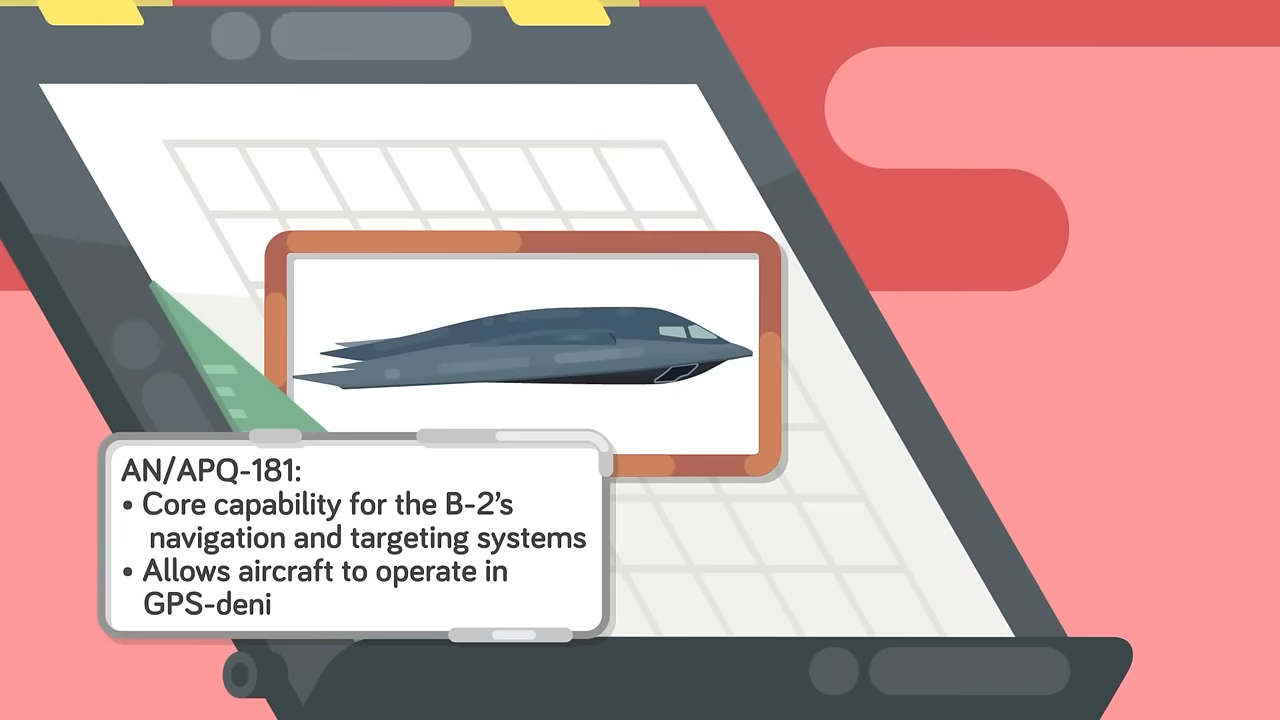 AN/APQ-181:
• Core capability for the B-2’s
navigation and targeting systems
• Allows aircraft to operate in
GPS-deni